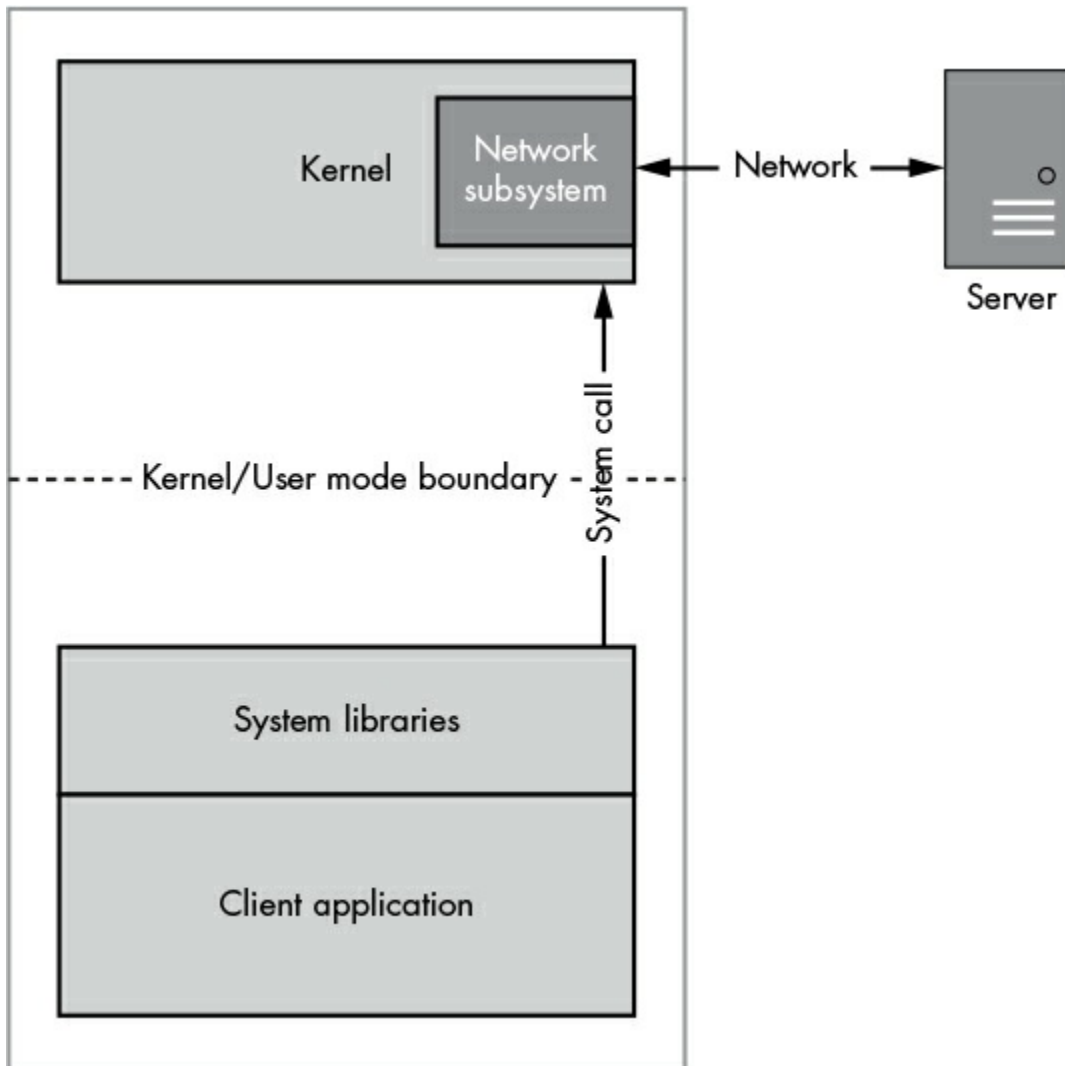 Kernel
Network
subsystem
Network
Server
System call
Kernel/User mode boundary
System libraries
Client application